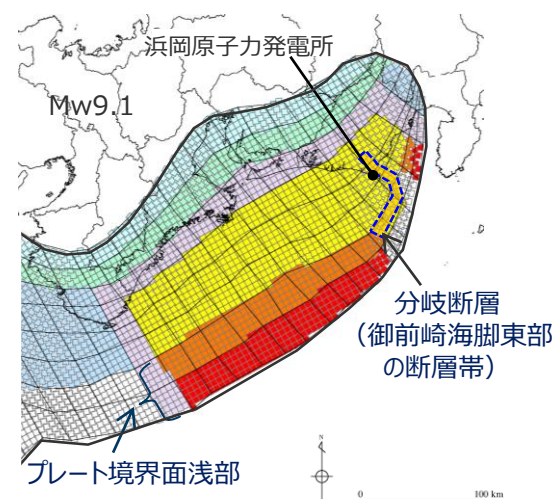 浜岡原子力発電所
Mw9.1
分岐断層
（御前崎海脚東部
の断層帯）
プレート境界面浅部
N
0 100 km